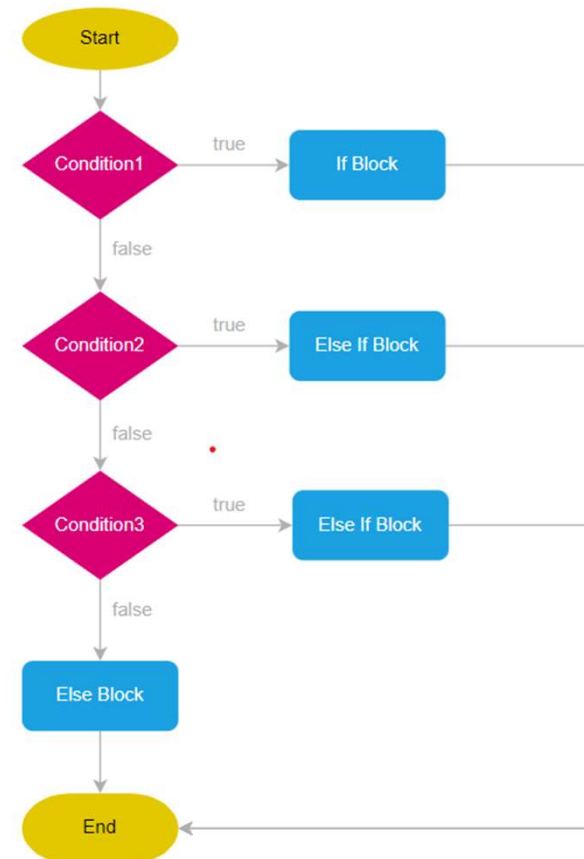 Start
Condition1
true
If Block
false
Condition2
true
Else If Block
false
Condition3
true
Else If Block
false
Else Block
End